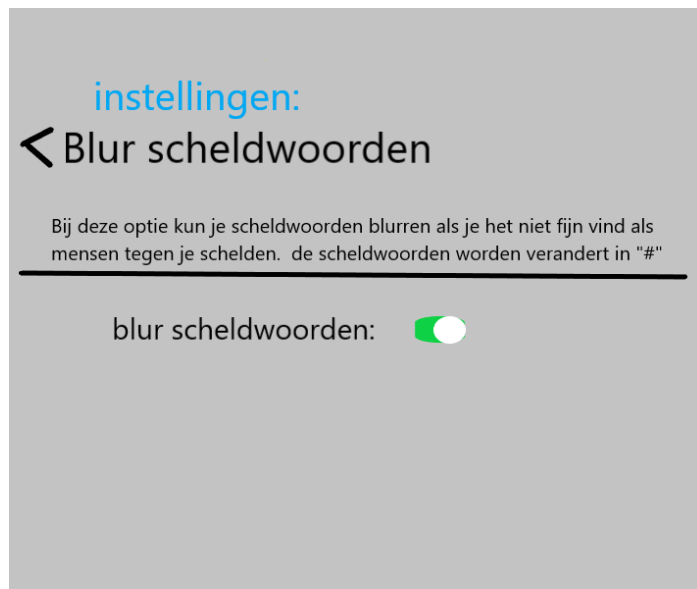 instellingen:
Blur scheldwoorden
Bij deze optie kun je scheldwoorden blurren als je het niet fijn vind als
mensen tegen je schelden.  de scheldwoorden worden verandert in "#"
blur scheldwoorden: